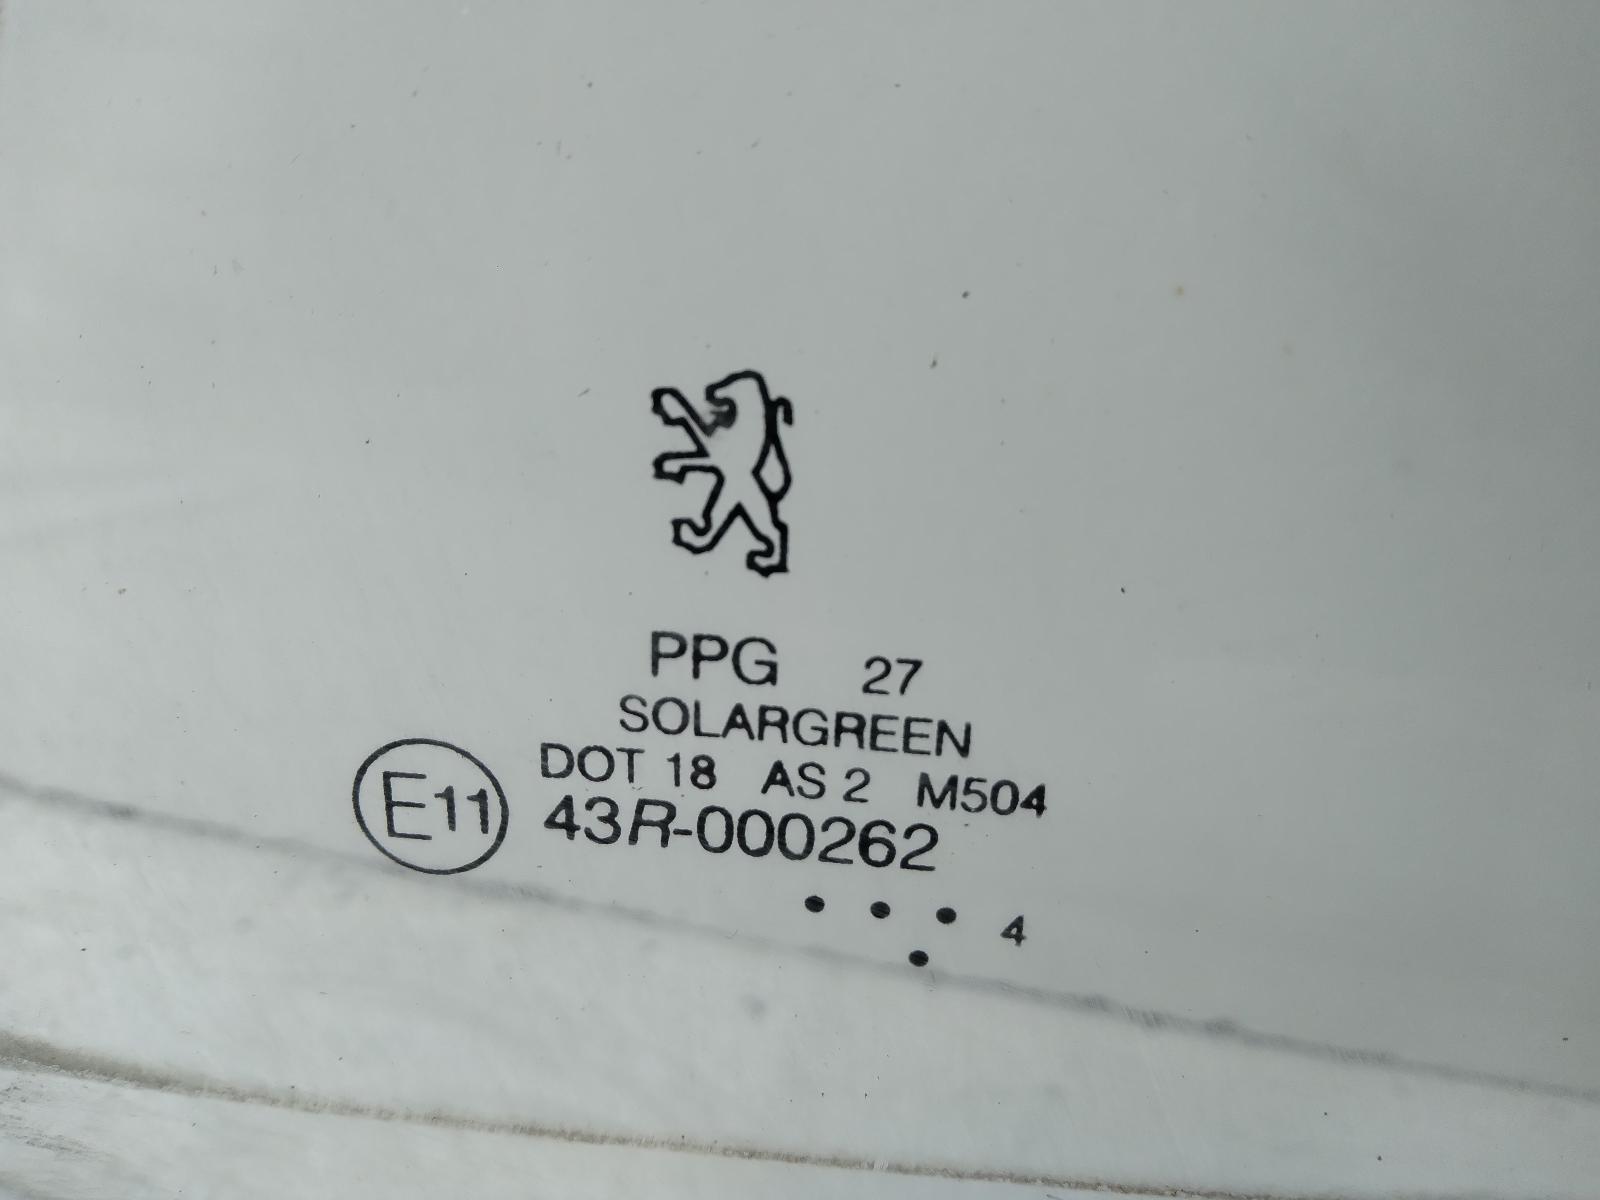 PPG 27
SOLARGREEN
DOT 18 AS 2 M504
E11 43R-000262
. . . 4
.